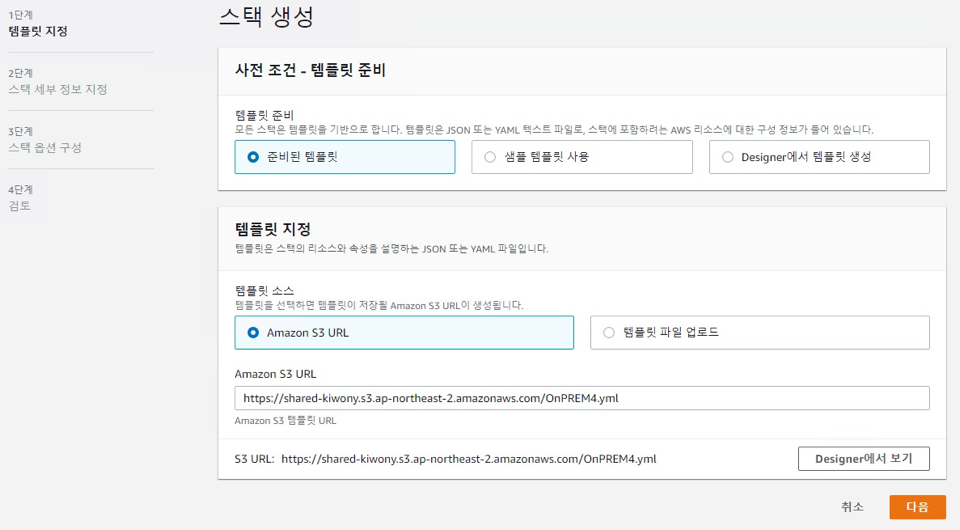 1단계
템플릿 지정
2단계
스택 세부 정보 지정
3단계
스택 옵션 구성
4단계
검토
스택 생성
사전 조건 - 템플릿 준비
템플릿 준비
모든 스택은 템플릿을 기반으로 합니다. 템플릿은 JSON 또는 YAML 텍스트 파일로, 스택에 포함하려는 AWS 리소스에 대한 구성 정보가 들어 있습니다.
준비된 템플릿
샘플 템플릿 사용
Designer에서 템플릿 생성
템플릿 지정
템플릿은 스택의 리소스와 속성을 설명하는 JSON 또는 YAML 파일입니다.
템플릿 소스
템플릿을 선택하면 템플릿이 저장될 Amazon S3 URL이 생성됩니다.
Amazon S3 URL
템플릿 파일 업로드
Amazon S3 URL
https://shared-kiwony.s3.ap-northeast-2.amazonaws.com/OnPREM4.yml
Amazon S3 템플릿 URL
S3 URL: https://shared-kiwony.s3.ap-northeast-2.amazonaws.com/OnPREM4.yml
Designer에서 보기
취소
다음